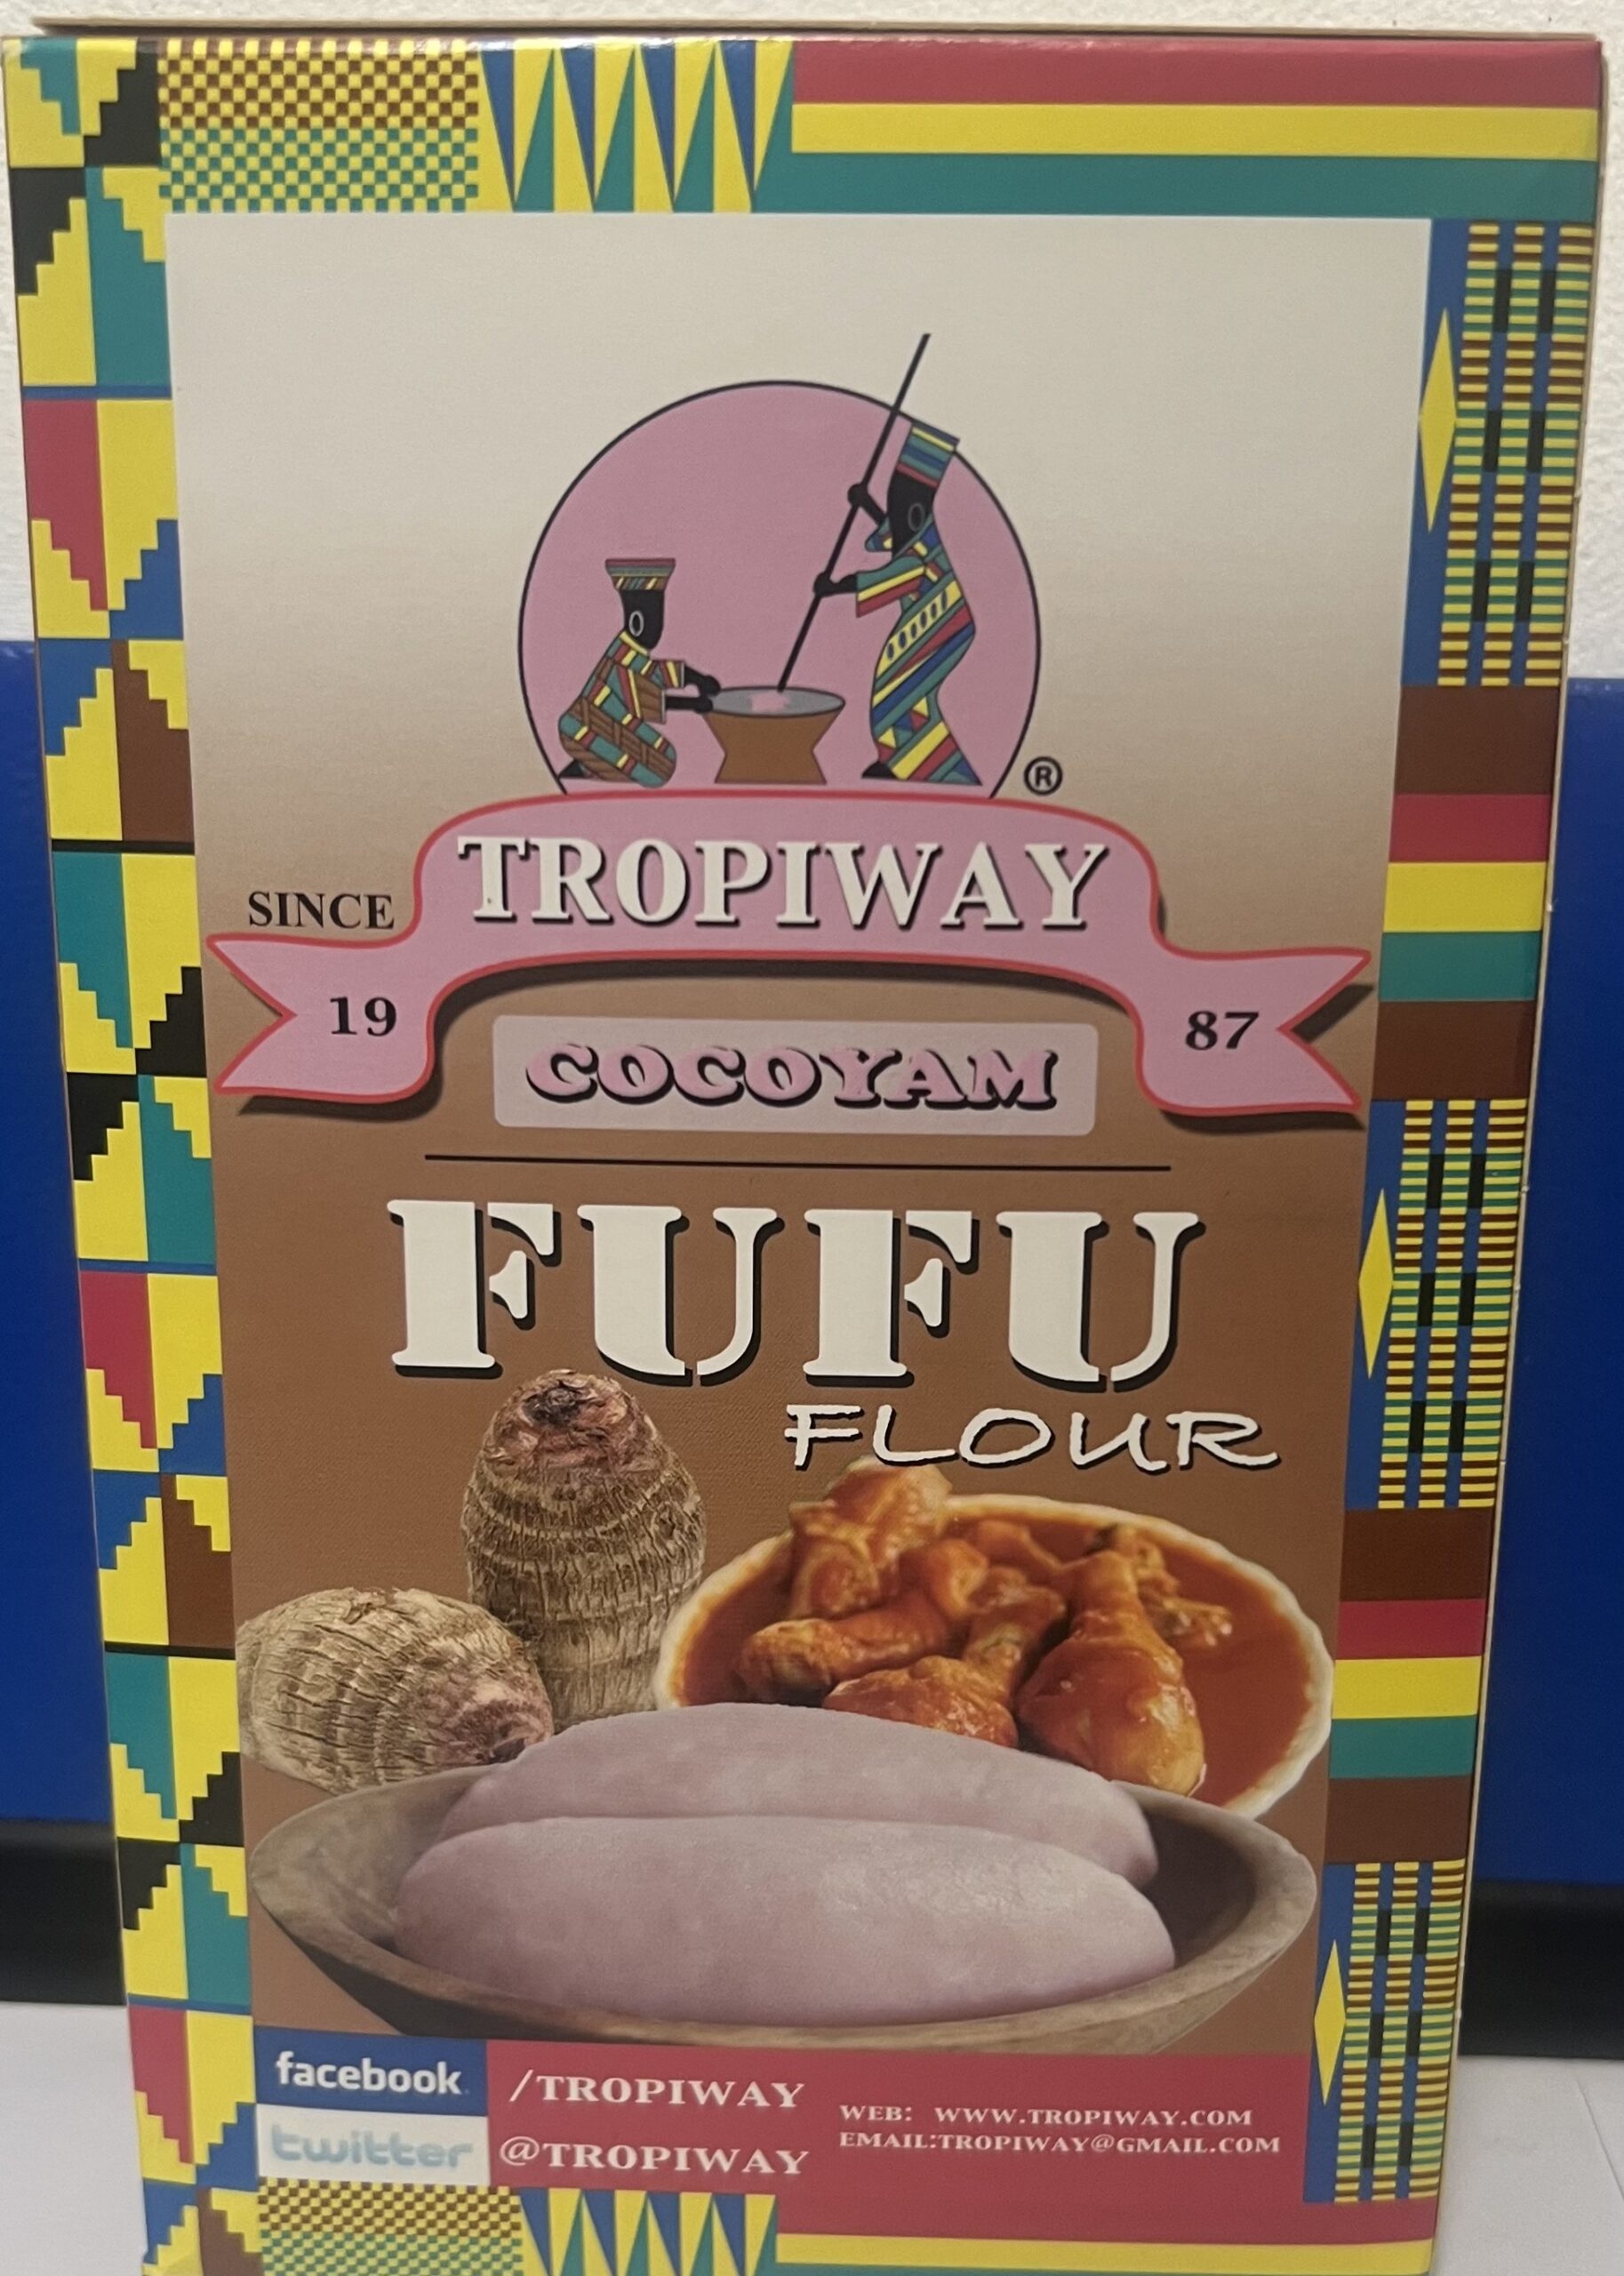 ®
TROPIWAY
SINCE
19 87
COCOYAM
FUFU
FLOUR
facebook /TROPIWAY
twitter @TROPIWAY
WEB: WWW.TROPIWAY.COM
EMAIL:TROPIWAY@GMAIL.COM